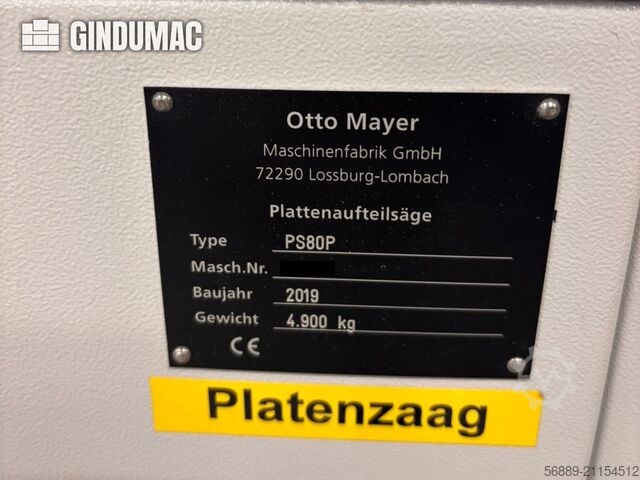 GINDUMAC
Otto Mayer
Maschinenfabrik GmbH
72290 Lossburg-Lombach
Plattenaufteilsäge
Type PS80P
Masch.Nr.
Baujahr 2019
Gewicht 4.900 kg
CE
Platenzaag
56889-21154512